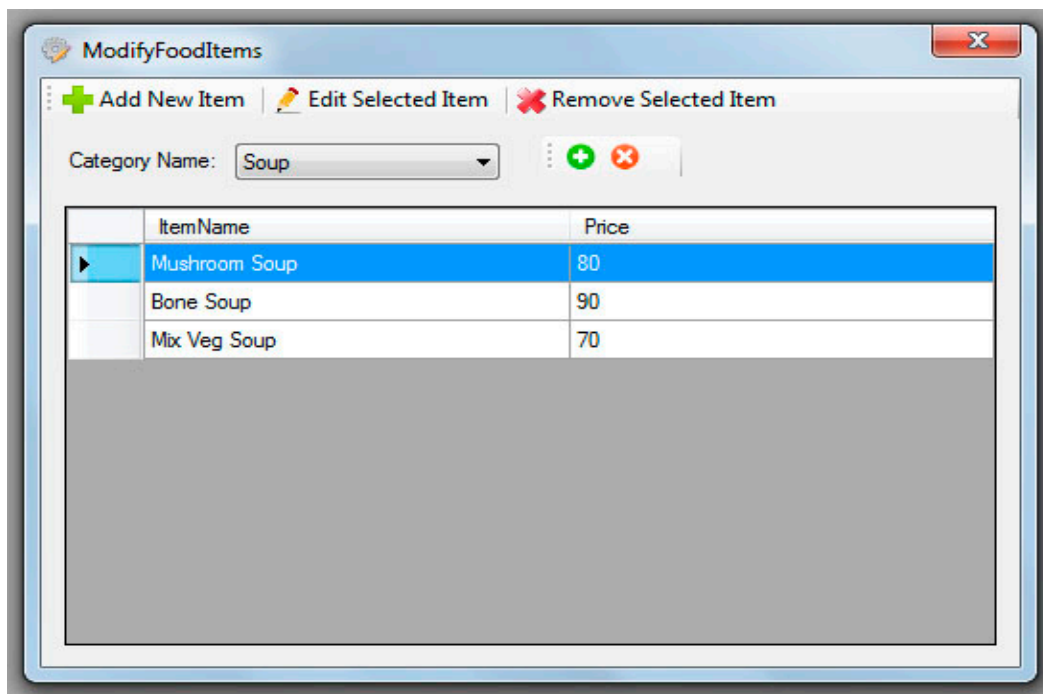 ModifyFoodItems
Add New Item Edit Selected Item Remove Selected Item
Category Name: Soup
ItemName Price
Mushroom Soup 80
Bone Soup 90
Mix Veg Soup 70